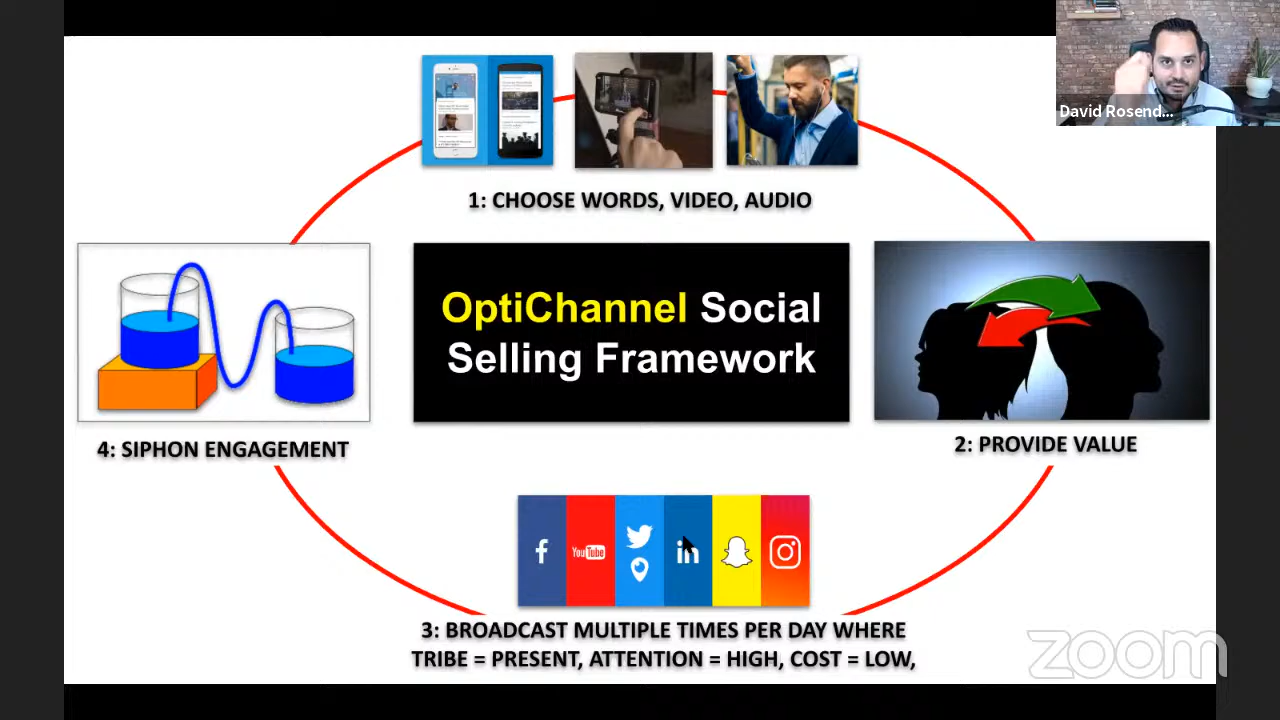 David Rosend...
1: CHOOSE WORDS, VIDEO, AUDIO
OptiChannel Social
Selling Framework
4: SIPHON ENGAGEMENT
2: PROVIDE VALUE
f
YouTube
in
3: BROADCAST MULTIPLE TIMES PER DAY WHERE
TRIBE = PRESENT, ATTENTION = HIGH, COST = LOW,
zoom